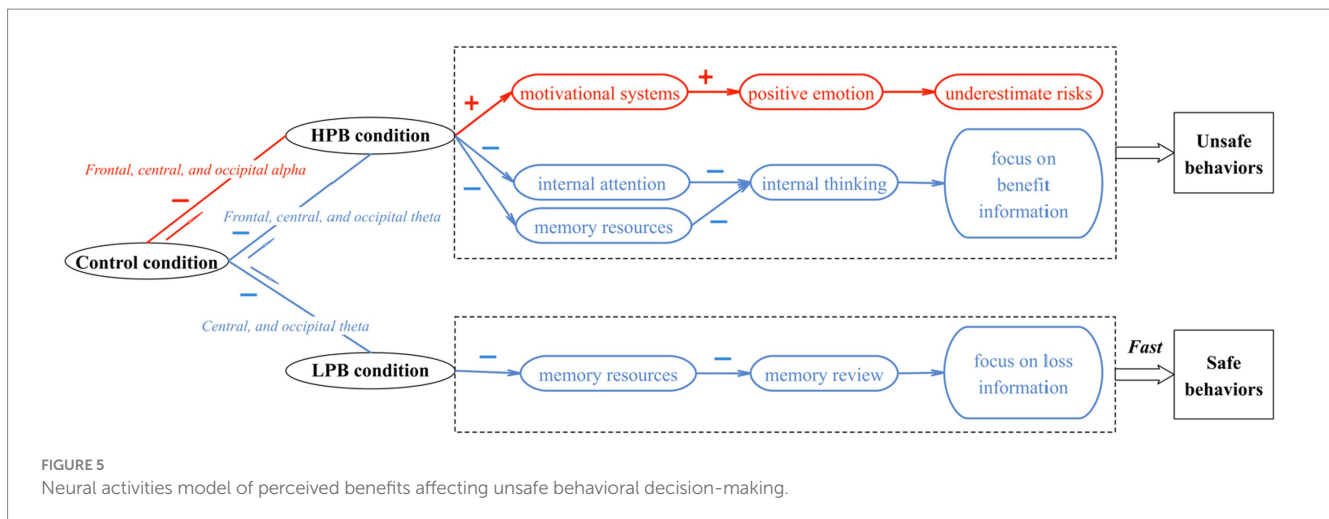 +
motivational systems
+
positive emotion
underestimate risks
HPB condition
Frontal, central, and occipital alpha
−
Frontal, central, and occipital theta
−
−
internal attention
−
internal thinking
−
memory resources
−
focus on
benefit
information
Unsafe
behaviors
Control condition
−
Central, and occipital theta
LPB condition
−
memory resources
−
memory review
focus on loss
information
Fast
Safe
behaviors
FIGURE 5
Neural activities model of perceived benefits affecting unsafe behavioral decision-making.